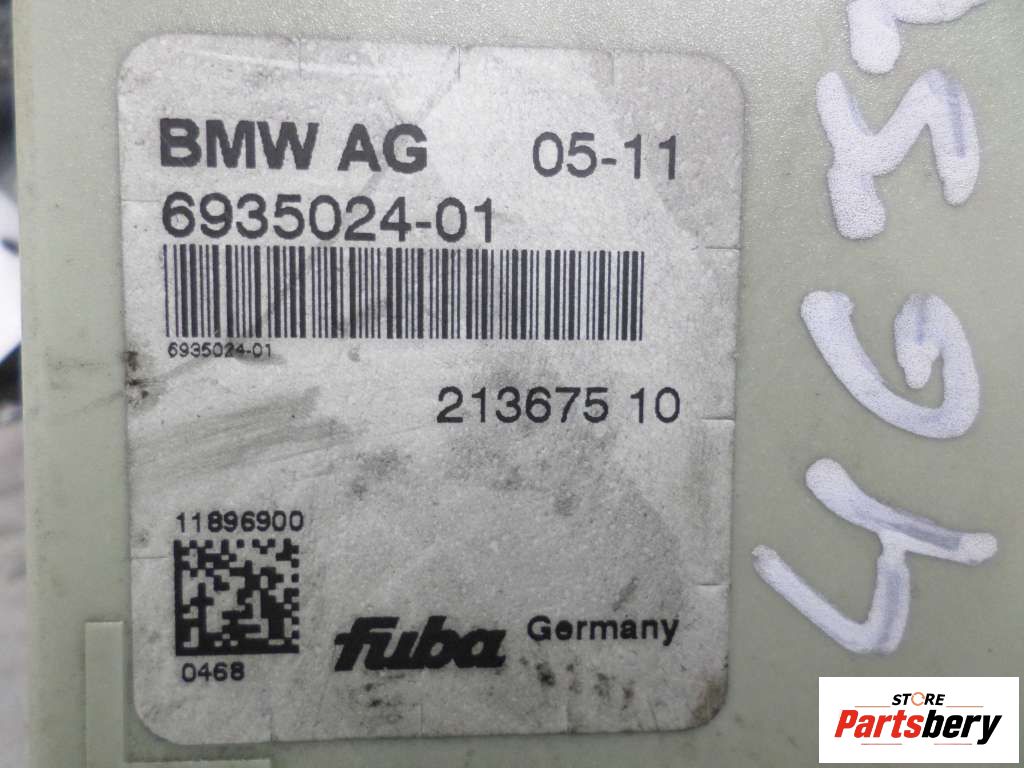 BMW AG 05-11
6935024-01
6935024-01
213675 10
11896900
0468
fuba Germany
STORE
Partsbery